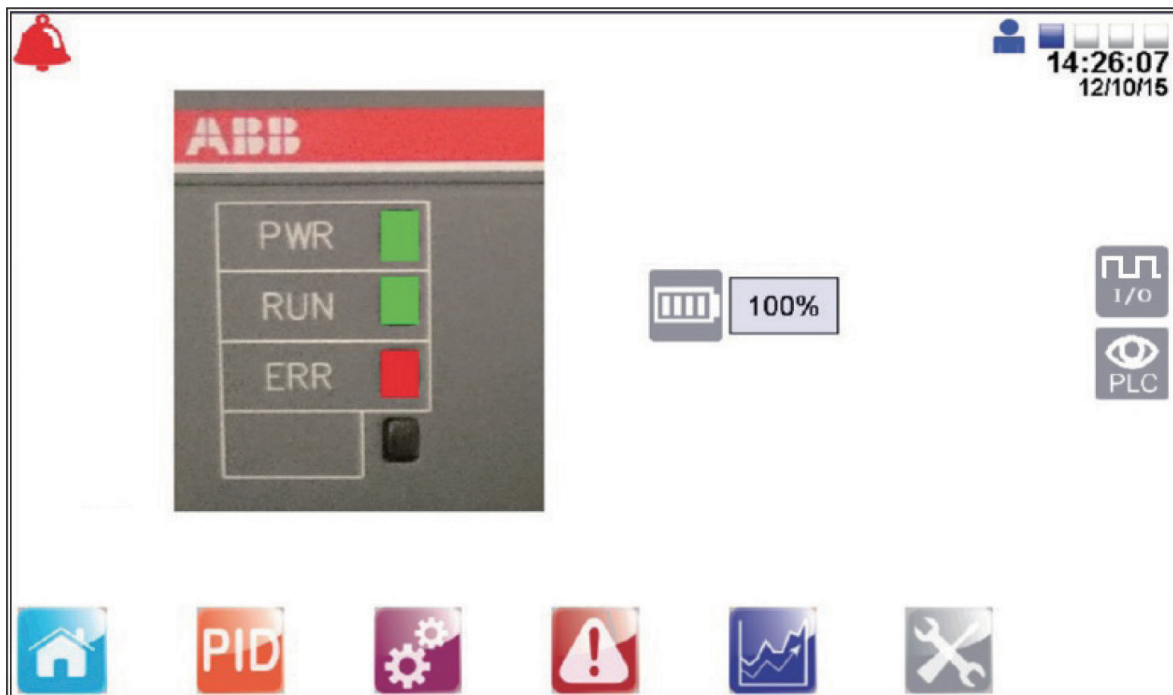 14:26:07
12/10/15
ABB
PWR
RUN
ERR
100%
I/O
PLC
PID